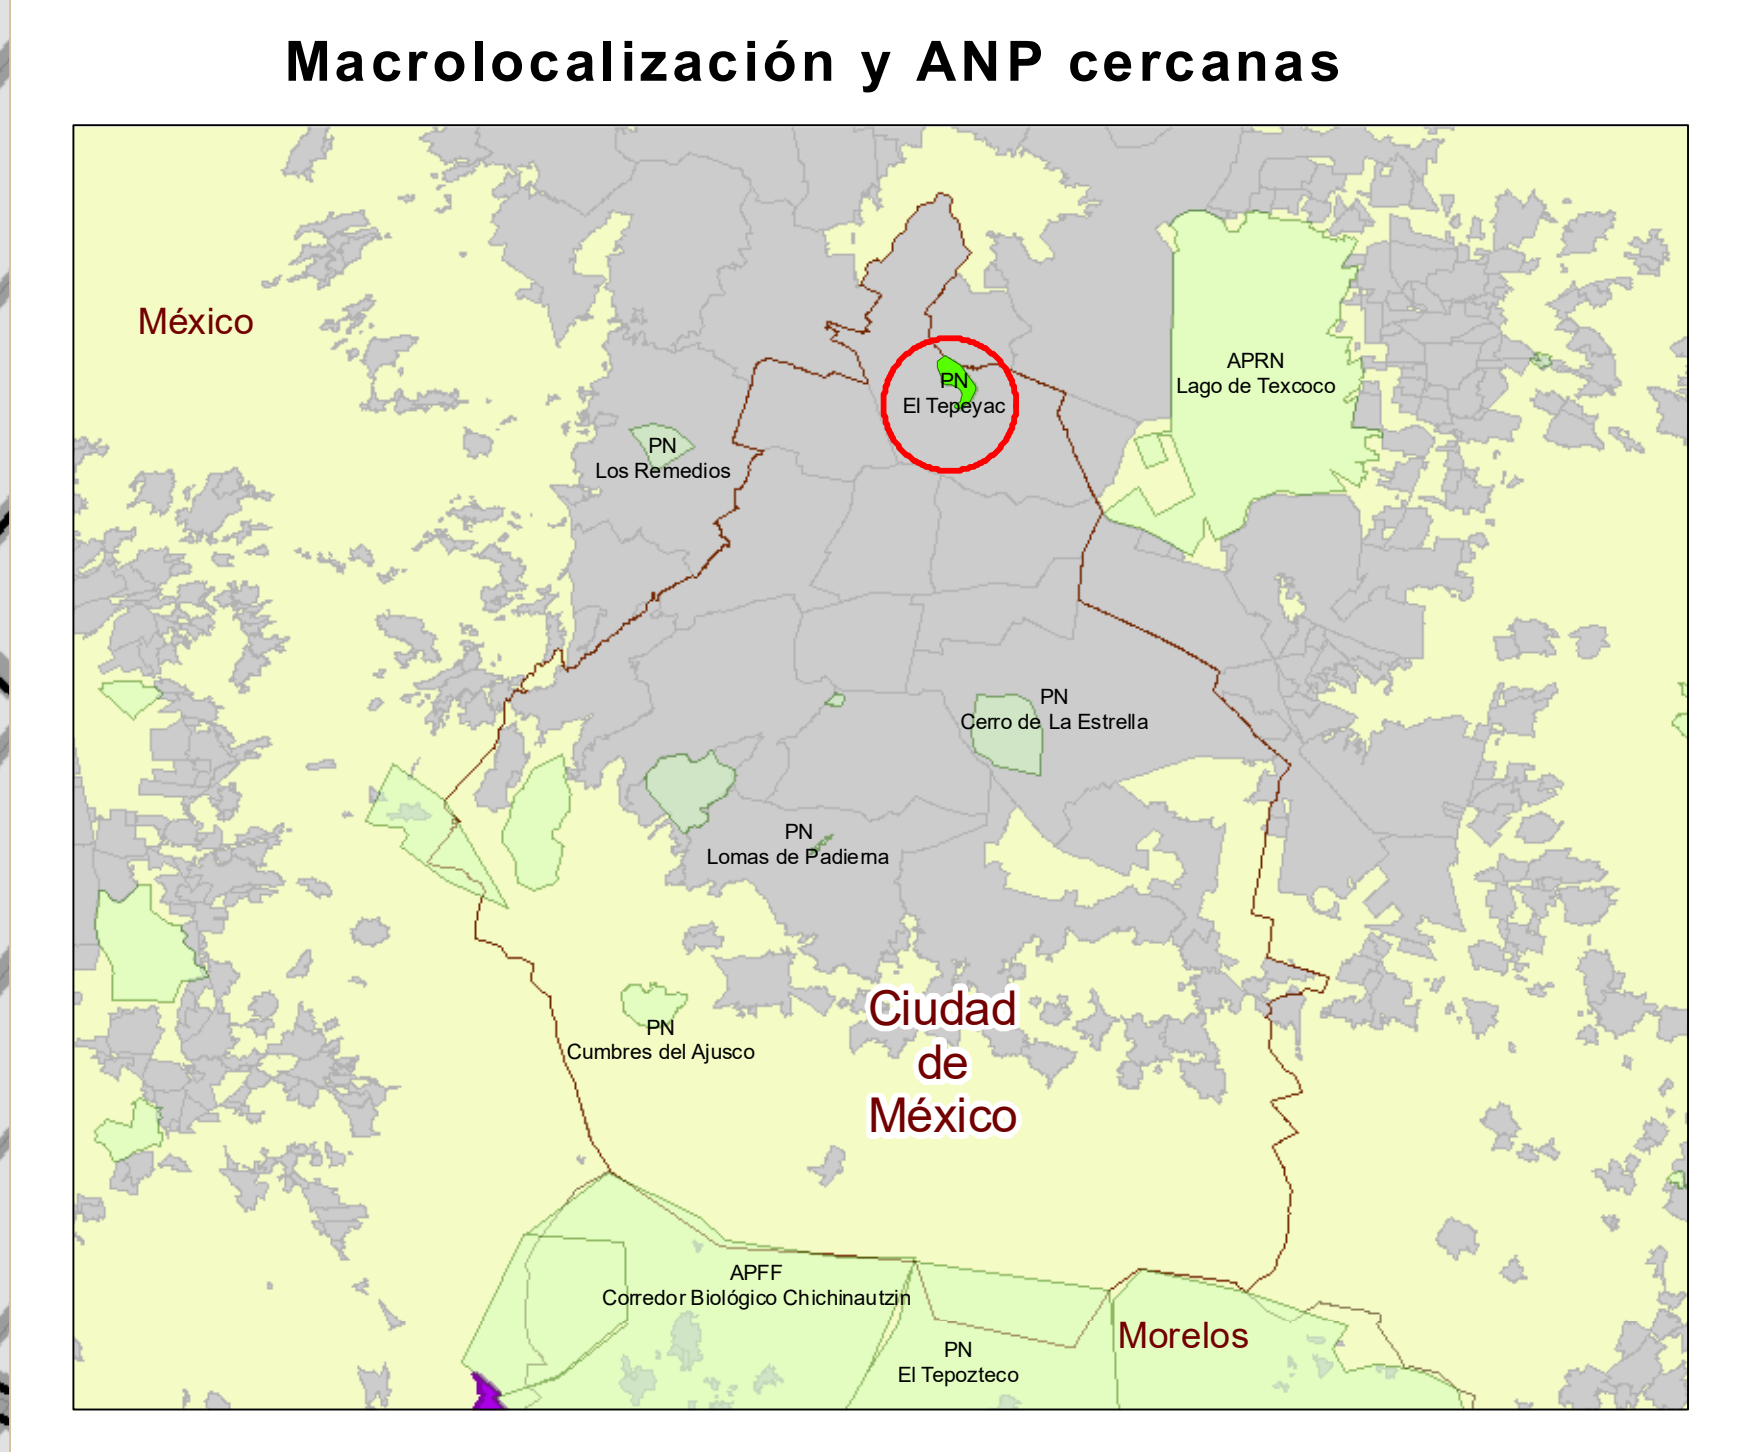 Macrolocalización y ANP cercanas
México
APRN
Lago de Texcoco
PN
El Tepeyac
PN
Los Remedios
PN
Cerro de La Estrella
PN
Lomas de Padierna
Ciudad
de
México
PN
Cumbres del Ajusco
APFF
Corredor Biológico Chichinautzin
Morelos
PN
El Tepozteco